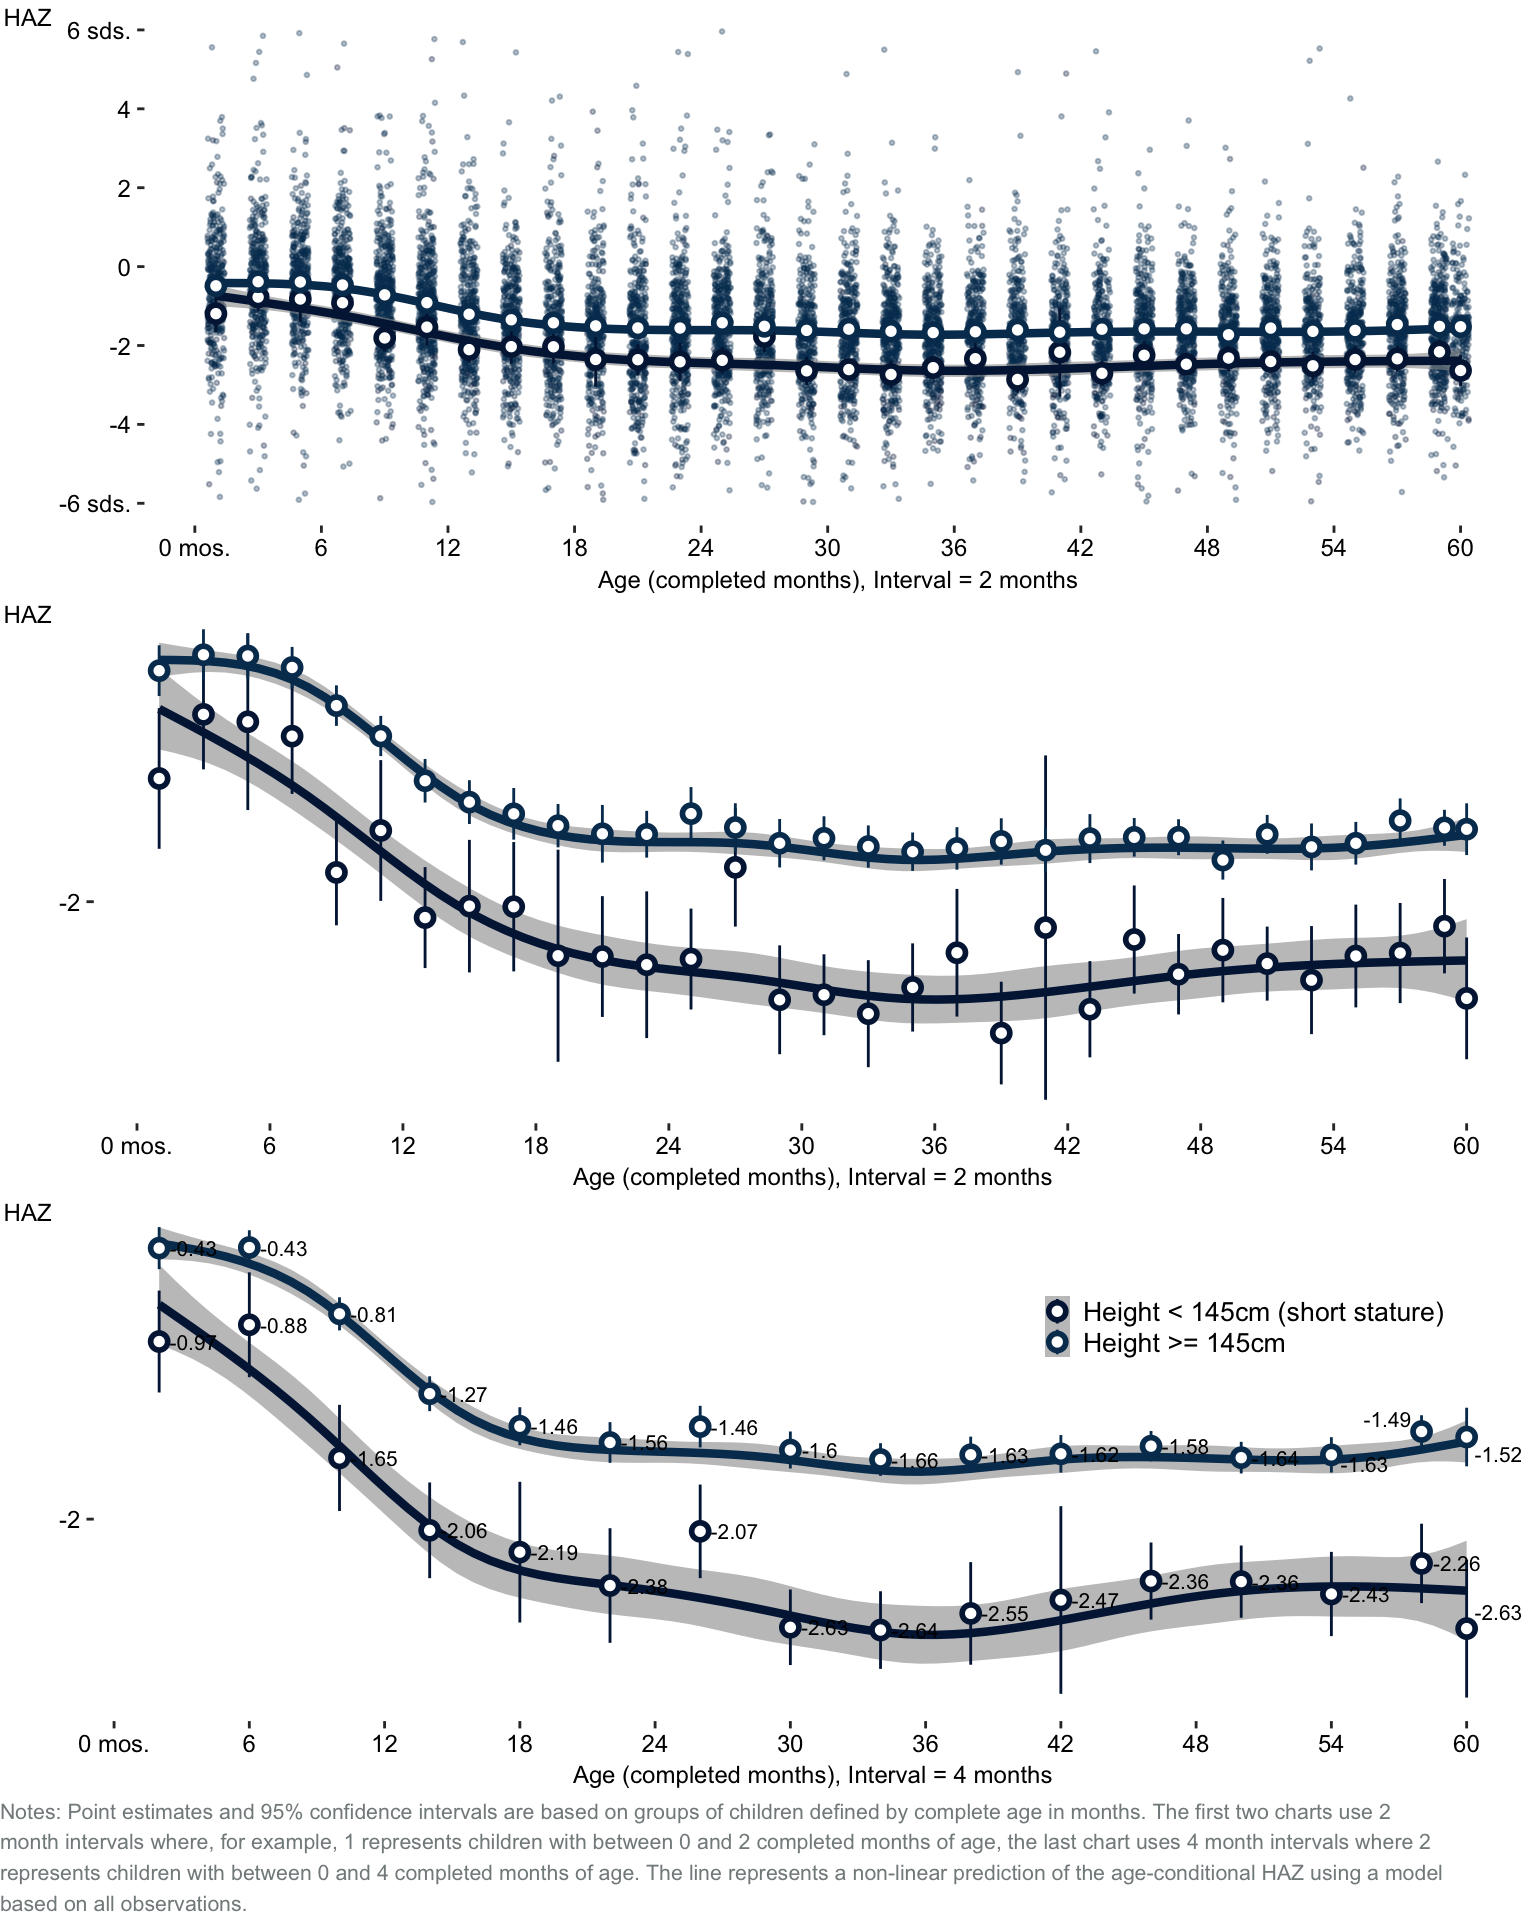 HAZ
6 sds.
4
2
0
-2
-4
-6 sds.
0 mos. 6 12 18 24 30 36 42 48 54 60
Age (completed months), Interval = 2 months
HAZ
-2
0 mos. 6 12 18 24 30 36 42 48 54 60
Age (completed months), Interval = 2 months
HAZ
-0.43 -0.43
-0.81
-1.27
-1.46
-1.56
-1.46
-1.6
-1.66
-1.63
-1.62
-1.58
-1.64
-1.63
-1.49
-1.52
Height < 145cm (short stature)
Height >= 145cm
-0.97
-0.88
-1.65
-2
-2.06
-2.19
-2.38
-2.07
-2.63
-2.64
-2.55
-2.47
-2.36
-2.36
-2.43
-2.26
-2.63
0 mos. 6 12 18 24 30 36 42 48 54 60
Age (completed months), Interval = 4 months
Notes: Point estimates and 95% confidence intervals are based on groups of children defined by complete age in months. The first two charts use 2
month intervals where, for example, 1 represents children with between 0 and 2 completed months of age, the last chart uses 4 month intervals where 2
represents children with between 0 and 4 completed months of age. The line represents a non-linear prediction of the age-conditional HAZ using a model
based on all observations.